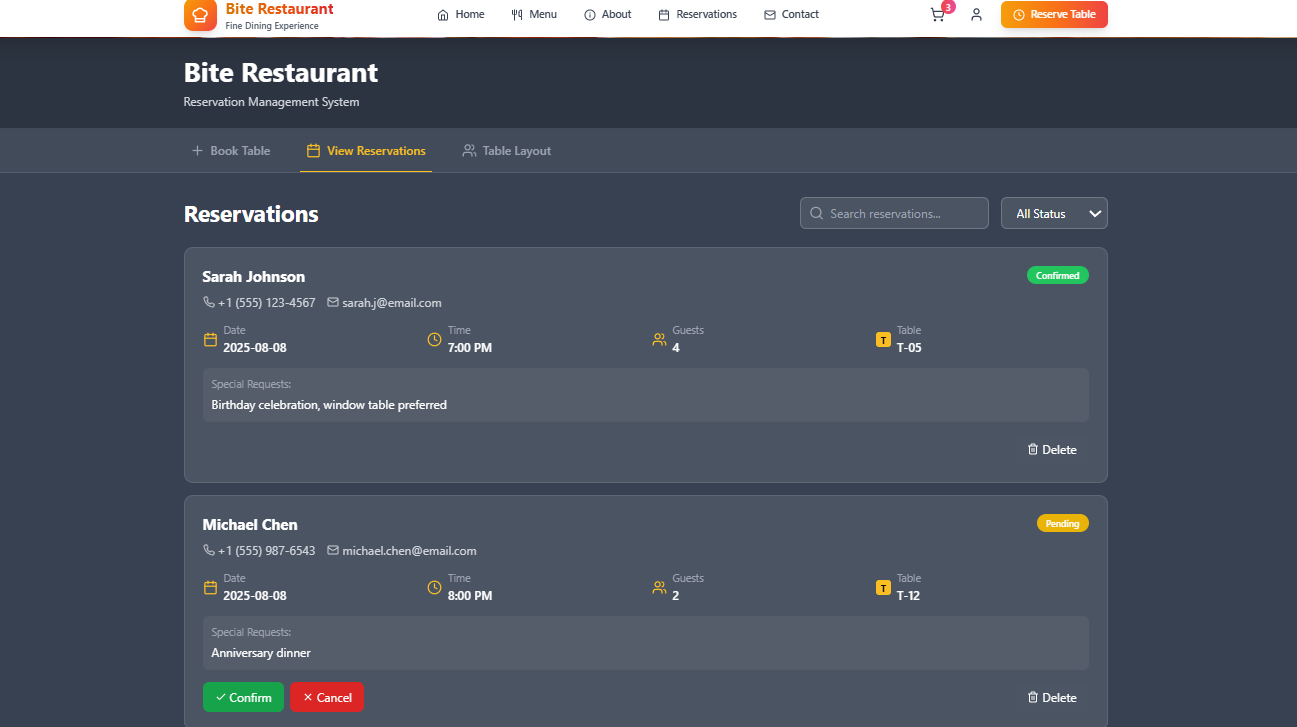 Bite Restaurant
Fine Dining Experience
Home Menu About Reservations Contact 3 Reserve Table
Bite Restaurant
Reservation Management System
Book Table View Reservations Table Layout
Reservations Search reservations... All Status
Sarah Johnson Confirmed
+1 (555) 123-4567 sarah.j@email.com
Date Time Guests Table
2025-08-08 7:00 PM 4 T T-05
Special Requests:
Birthday celebration, window table preferred
Delete
Michael Chen Pending
+1 (555) 987-6543 michael.chen@email.com
Date Time Guests Table
2025-08-08 8:00 PM 2 T T-12
Special Requests:
Anniversary dinner
Confirm Cancel Delete